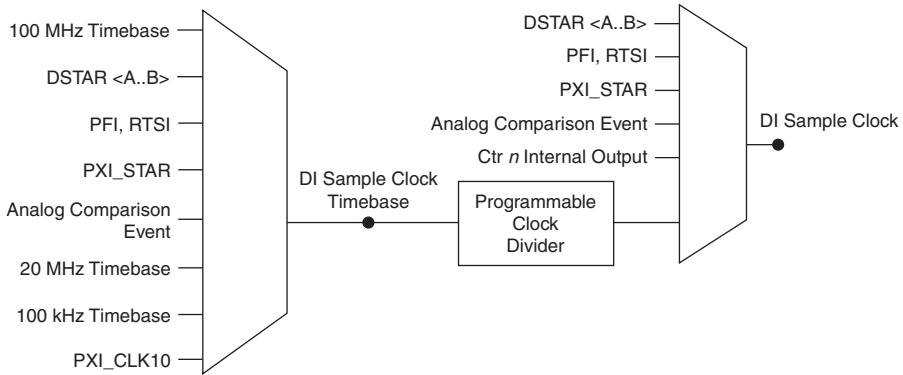 100 MHz Timebase
DSTAR <A..B>
PFI, RTSI
PXI_STAR
Analog Comparison
Event
20 MHz Timebase
100 kHz Timebase
PXI_CLK10
DI Sample Clock
Timebase
Programmable
Clock
Divider
DSTAR <A..B>
PFI, RTSI
PXI_STAR
Analog Comparison Event
Ctr n Internal Output
DI Sample Clock